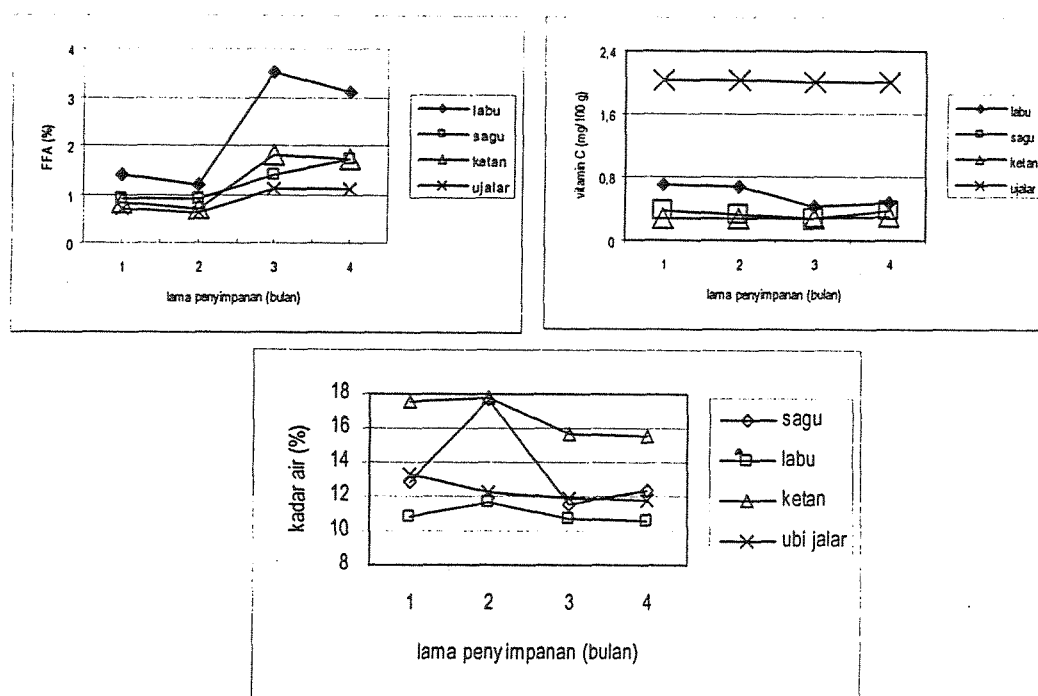 4
3
2
1
0
FFA (%)
1 2 3 4
lama penyimpanan (bulan)
labu
sagu
ketan
ujalar
2,4
1,6
0,8
0
vitamin C (mg/100 g)
1 2 3 4
lama penyimpanan (bulan)
labu
sagu
ketan
ujalar
18
16
14
12
10
8
kadar air (%)
1 2 3 4
lama penyimpanan (bulan)
sagu
labu
ketan
ubi jalar